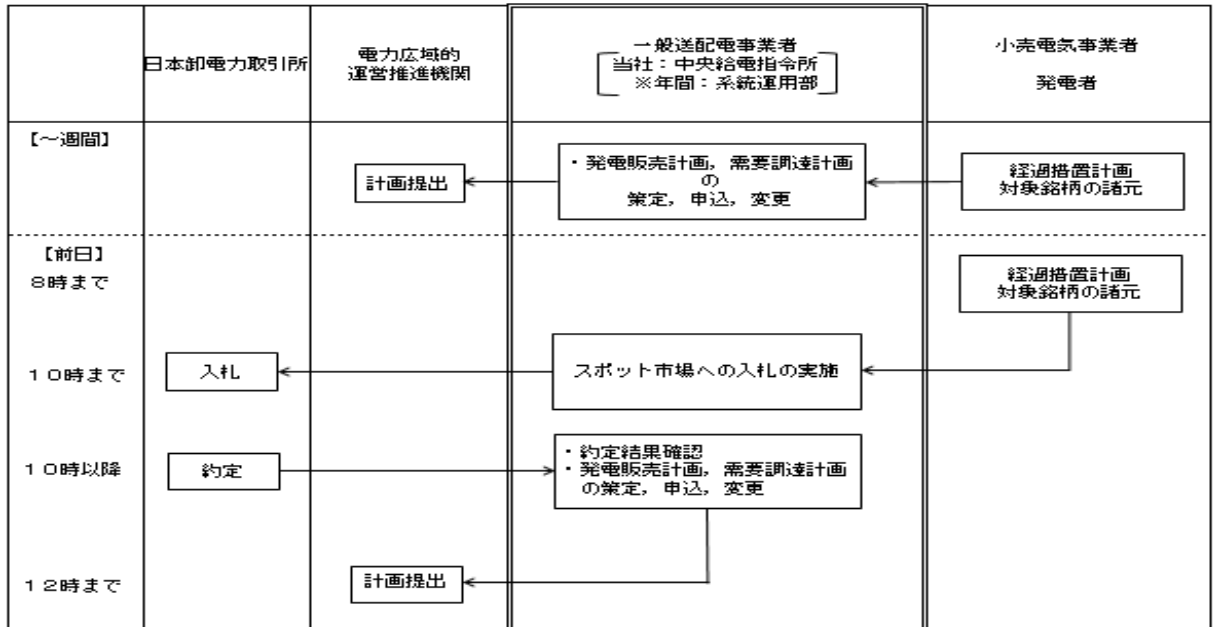 日本卸電力取引所
電力広域的
運営推進機関
一般送配電事業者
当社：中央給電指令所
※年間：系統運用部
小売電気事業者
発電者
【～週間】
計画提出
・発電販売計画，需要調達計画
の
策定，申込，変更
経過措置計画
対象銘柄の諸元
【前日】
８時まで
経過措置計画
対象銘柄の諸元
１０時まで
入札
スポット市場への入札の実施
１０時以降
約定
・約定結果確認
・発電販売計画，需要調達計画
の策定，申込，変更
１２時まで
計画提出